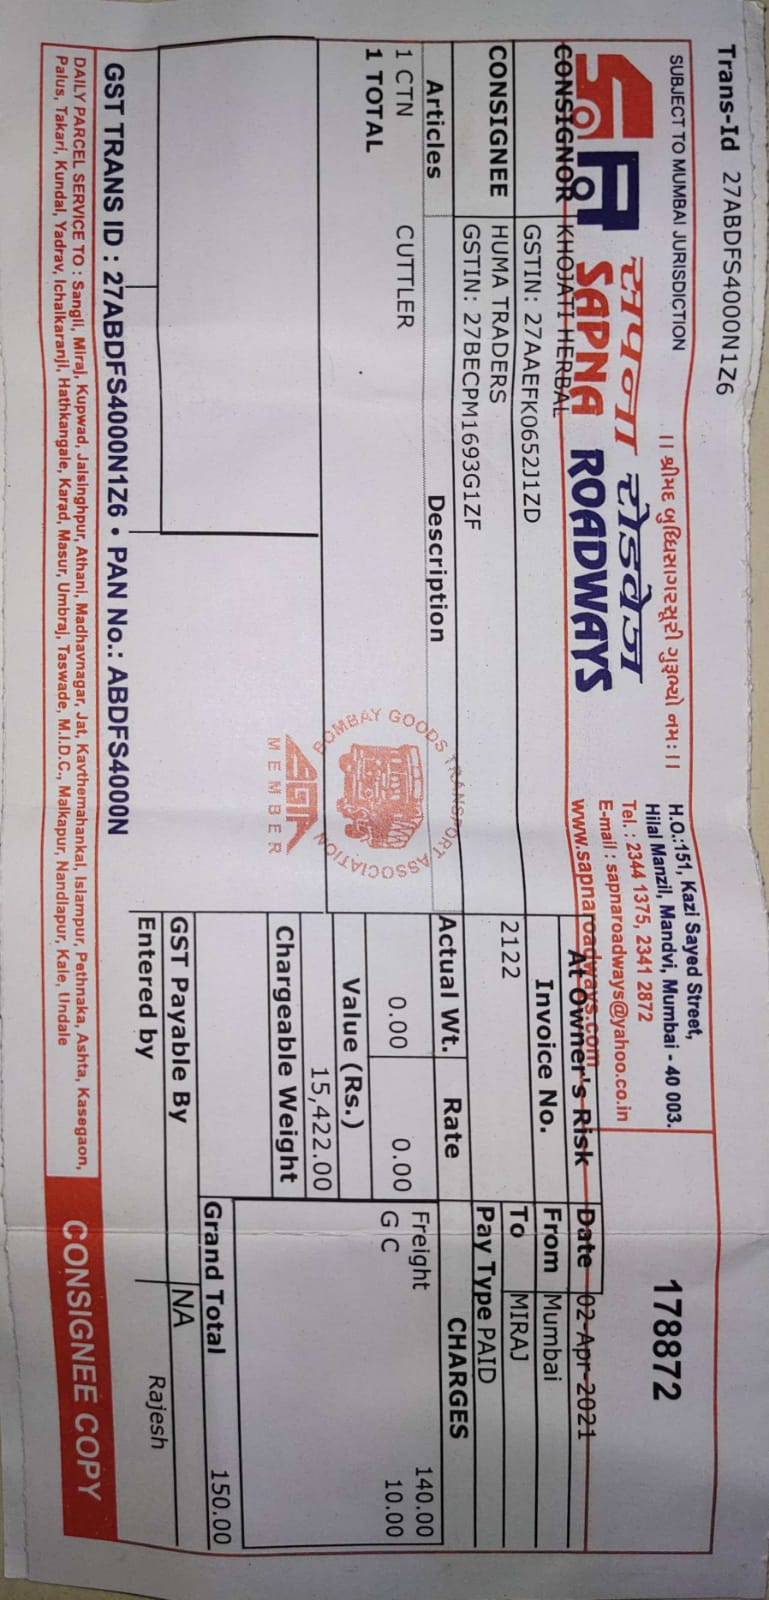 Trans-Id 27ABDFS4000N1Z6
SUBJECT TO MUMBAI JURISDICTION
।। શ્રીમદ બુધ્ધિસાગરસૂરી ગુરૂભ્યો નમઃ ।।
सपना रोडवेज
SAPNA ROADWAYS
H.O.:151, Kazi Sayed Street,
Hilal Manzil, Mandvi, Mumbai - 40 003.
Tel.: 2344 1375, 2341 2872
E-mail : sapnaroadways@yahoo.co.in
www.sapnaroadways.com
178872
CONSIGNOR KHOJATI HERBAL
GSTIN: 27AAEFK0652J1ZD
CONSIGNEE HUMA TRADERS
GSTIN: 27BECPM1693G1ZF
At Owner's Risk
Date 02-Apr-2021
Invoice No.
2122
From Mumbai
To MIRAJ
Pay Type PAID
Articles Description Actual Wt. Rate CHARGES
1 CTN CUTTLER 0.00 0.00
1 TOTAL
Freight 140.00
G C 10.00
Value (Rs.)
15,422.00
Chargeable Weight
BOMBAY GOODS TRANSPORT ASSOCIATION
BGTA
MEMBER
Grand Total 150.00
GST Payable By NA
Entered by Rajesh
GST TRANS ID : 27ABDFS4000N1Z6 • PAN No.: ABDFS4000N
DAILY PARCEL SERVICE TO : Sangli, Miraj, Kupwad, Jaisinghpur, Athani, Madhavnagar, Jat, Kavthemahankal, Islampur, Pethnaka, Ashta, Kasegaon,
Palus, Takari, Kundal, Yadrav, Ichalkaranji, Hathkangale, Karad, Masur, Umbraj, Taswade, M.I.D.C., Malkapur, Nandlapur, Kale, Undale
CONSIGNEE COPY